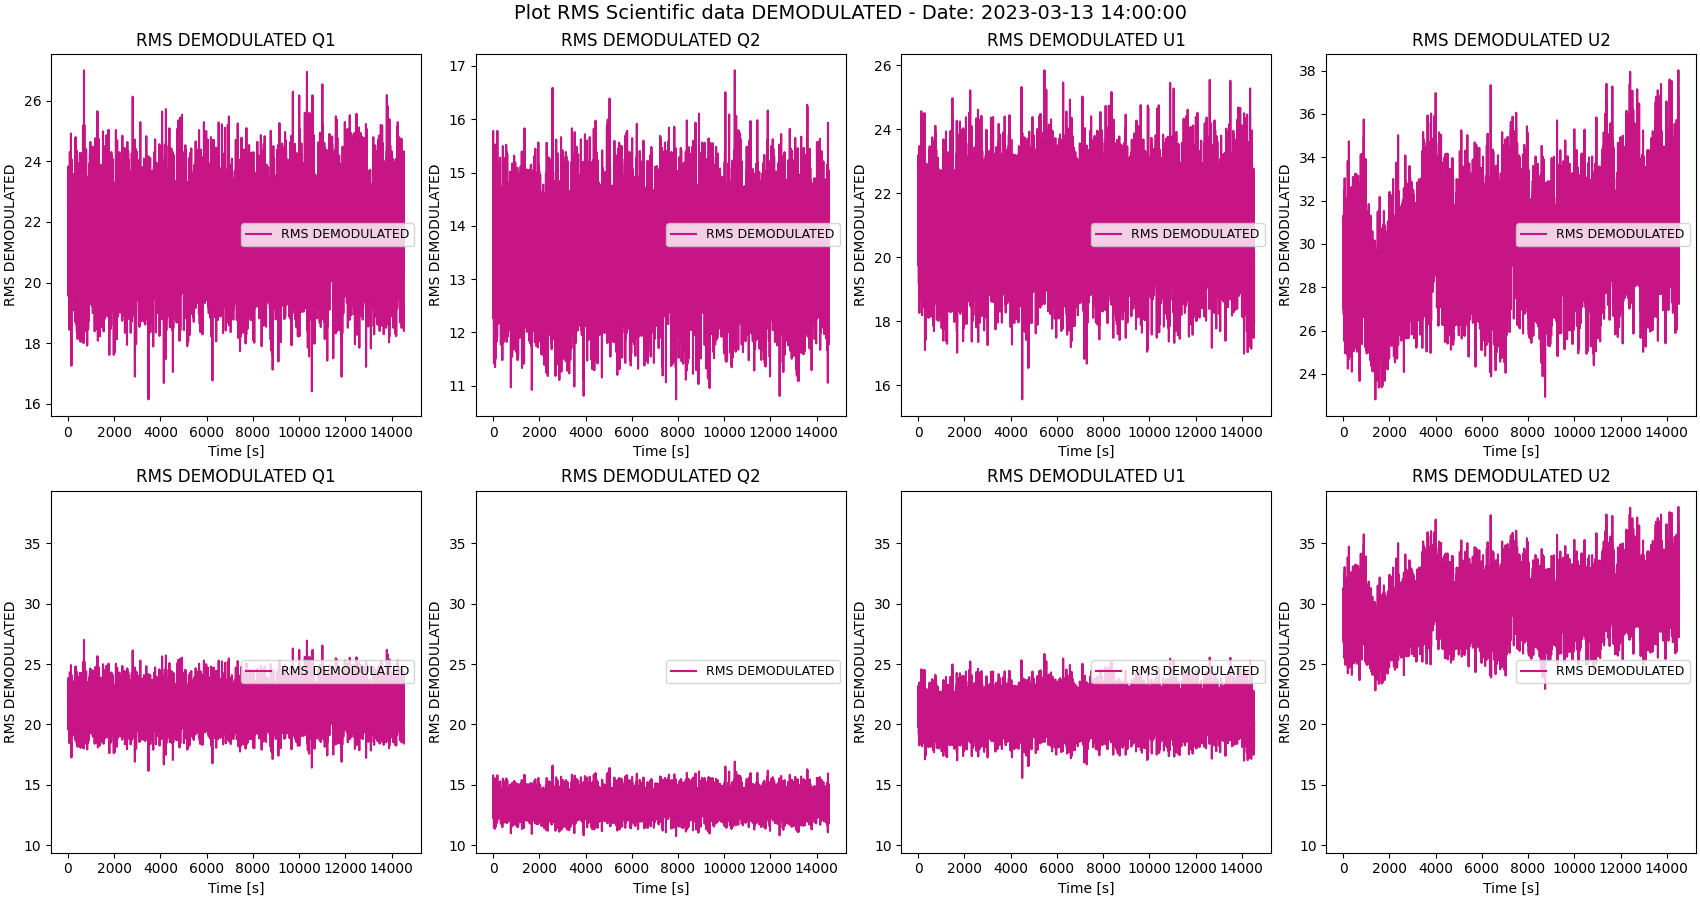 Plot RMS Scientific data DEMODULATED - Date: 2023-03-13 14:00:00
RMS DEMODULATED Q1
RMS DEMODULATED
26
24
22
20
18
16
RMS DEMODULATED
0 2000 4000 6000 8000 10000 12000 14000
Time [s]
RMS DEMODULATED Q2
RMS DEMODULATED
17
16
15
14
13
12
11
RMS DEMODULATED
0 2000 4000 6000 8000 10000 12000 14000
Time [s]
RMS DEMODULATED U1
RMS DEMODULATED
26
24
22
20
18
16
RMS DEMODULATED
0 2000 4000 6000 8000 10000 12000 14000
Time [s]
RMS DEMODULATED U2
RMS DEMODULATED
38
36
34
32
30
28
26
24
RMS DEMODULATED
0 2000 4000 6000 8000 10000 12000 14000
Time [s]
RMS DEMODULATED Q1
RMS DEMODULATED
35
30
25
20
15
10
RMS DEMODULATED
0 2000 4000 6000 8000 10000 12000 14000
Time [s]
RMS DEMODULATED Q2
RMS DEMODULATED
35
30
25
20
15
10
RMS DEMODULATED
0 2000 4000 6000 8000 10000 12000 14000
Time [s]
RMS DEMODULATED U1
RMS DEMODULATED
35
30
25
20
15
10
RMS DEMODULATED
0 2000 4000 6000 8000 10000 12000 14000
Time [s]
RMS DEMODULATED U2
RMS DEMODULATED
35
30
25
20
15
10
RMS DEMODULATED
0 2000 4000 6000 8000 10000 12000 14000
Time [s]